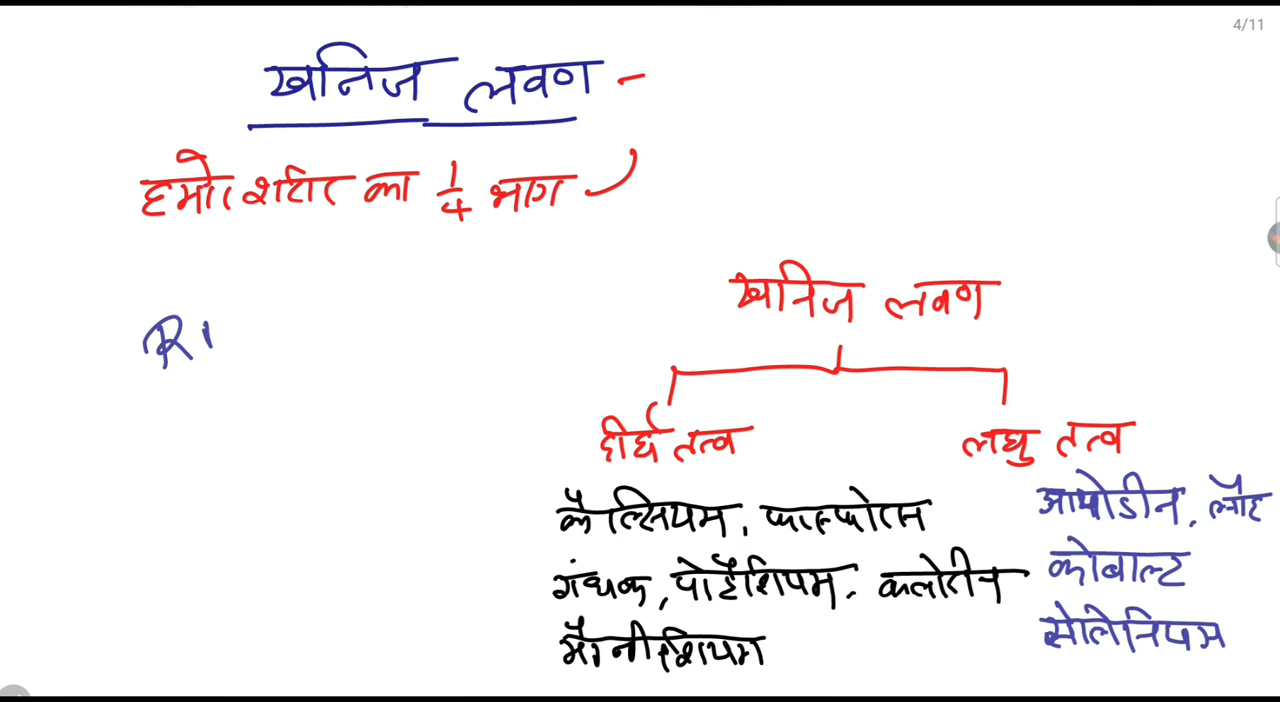 4/11
खनिज लवण -
हमारे शरीर का 1/4 भाग
खनिज लवण
दीर्घ तत्व
लघु तत्व
कैल्सियम, फास्फोरस
गंधक, पोटैशियम, क्लोरीन
मैग्नीशियम
आयोडीन, लौह
कोबाल्ट
सेलेनियम